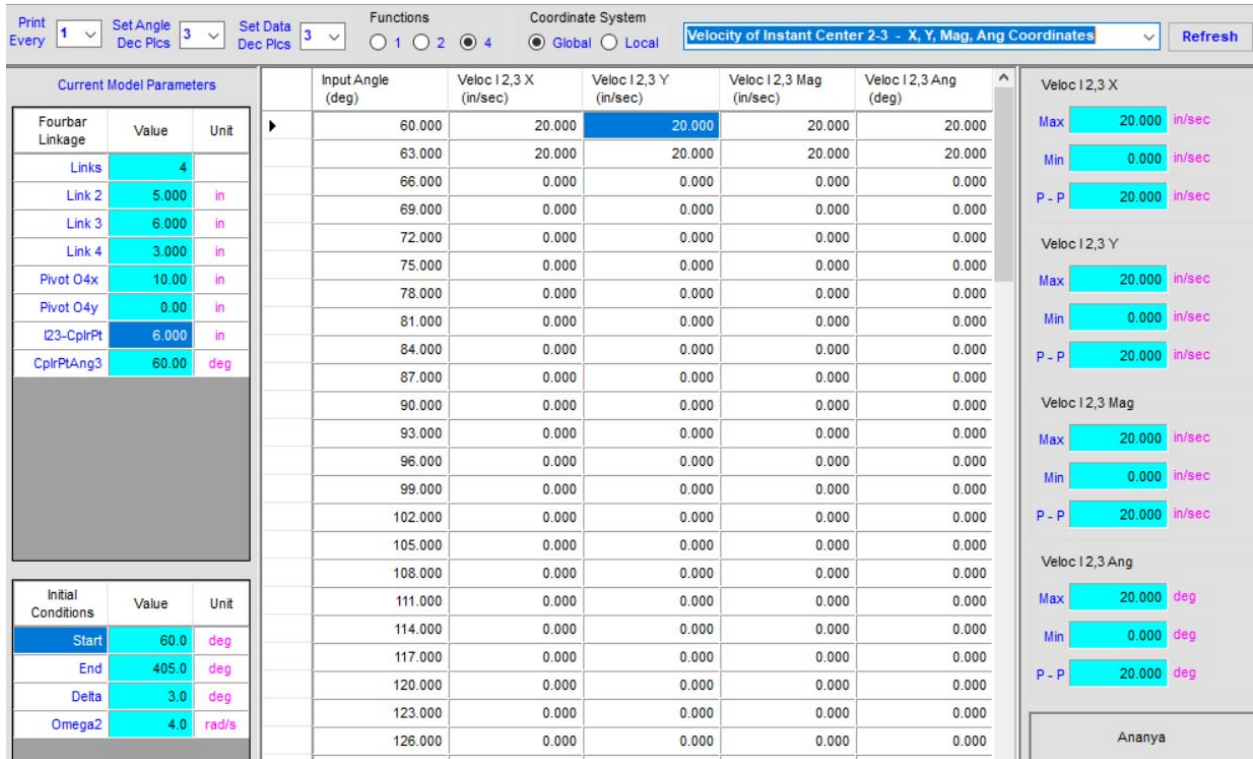 Print Every 1 Set Angle Dec Plcs 3 Set Data Dec Plcs 3 Functions 1 2 4 Coordinate System Global Local Velocity of Instant Center 2-3 - X, Y, Mag, Ang Coordinates Refresh
Current Model Parameters
Fourbar Linkage Value Unit
Links 4
Link 2 5.000 in
Link 3 6.000 in
Link 4 3.000 in
Pivot O4x 10.00 in
Pivot O4y 0.00 in
I23-CplrPt 6.000 in
CplrPtAng3 60.00 deg
Initial Conditions Value Unit
Start 60.0 deg
End 405.0 deg
Delta 3.0 deg
Omega2 4.0 rad/s
Input Angle (deg) Veloc I 2,3 X (in/sec) Veloc I 2,3 Y (in/sec) Veloc I 2,3 Mag (in/sec) Veloc I 2,3 Ang (deg)
60.000 20.000 20.000 20.000 20.000
63.000 20.000 20.000 20.000 20.000
66.000 0.000 0.000 0.000 0.000
69.000 0.000 0.000 0.000 0.000
72.000 0.000 0.000 0.000 0.000
75.000 0.000 0.000 0.000 0.000
78.000 0.000 0.000 0.000 0.000
81.000 0.000 0.000 0.000 0.000
84.000 0.000 0.000 0.000 0.000
87.000 0.000 0.000 0.000 0.000
90.000 0.000 0.000 0.000 0.000
93.000 0.000 0.000 0.000 0.000
96.000 0.000 0.000 0.000 0.000
99.000 0.000 0.000 0.000 0.000
102.000 0.000 0.000 0.000 0.000
105.000 0.000 0.000 0.000 0.000
108.000 0.000 0.000 0.000 0.000
111.000 0.000 0.000 0.000 0.000
114.000 0.000 0.000 0.000 0.000
117.000 0.000 0.000 0.000 0.000
120.000 0.000 0.000 0.000 0.000
123.000 0.000 0.000 0.000 0.000
126.000 0.000 0.000 0.000 0.000
Veloc I 2,3 X
Max 20.000 in/sec
Min 0.000 in/sec
P - P 20.000 in/sec
Veloc I 2,3 Y
Max 20.000 in/sec
Min 0.000 in/sec
P - P 20.000 in/sec
Veloc I 2,3 Mag
Max 20.000 in/sec
Min 0.000 in/sec
P - P 20.000 in/sec
Veloc I 2,3 Ang
Max 20.000 deg
Min 0.000 deg
P - P 20.000 deg
Ananya